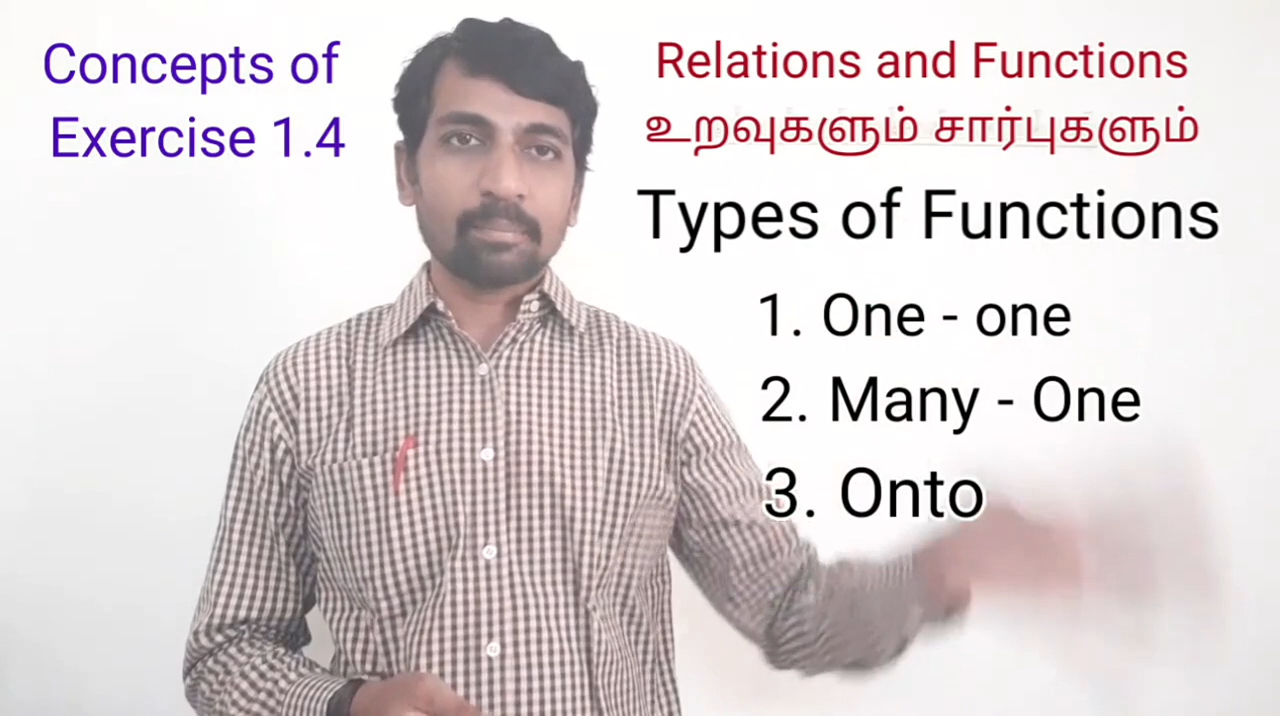 Concepts of
Exercise 1.4
Relations and Functions
உறவுகளும் சார்புகளும்
Types of Functions
1. One - one
2. Many - One
3. Onto